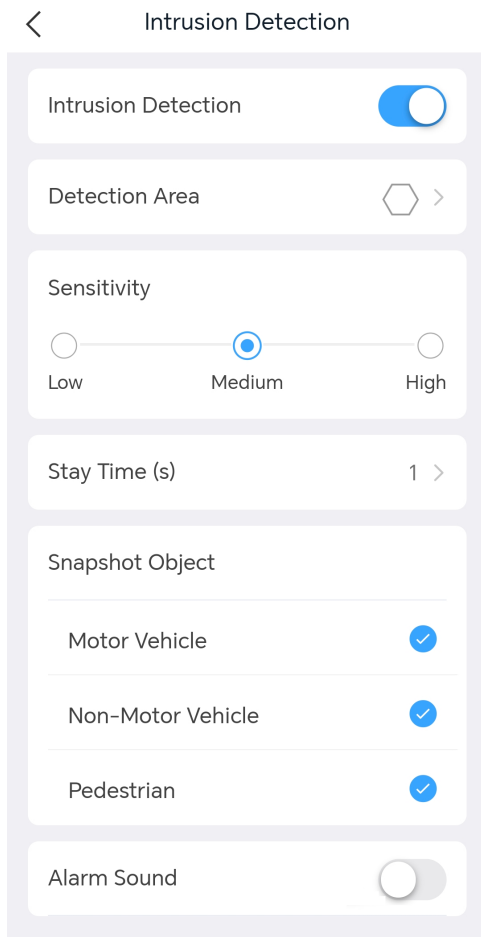 Intrusion Detection
Intrusion Detection
Detection Area
Sensitivity
Low Medium High
Stay Time (s) 1
Snapshot Object
Motor Vehicle
Non-Motor Vehicle
Pedestrian
Alarm Sound